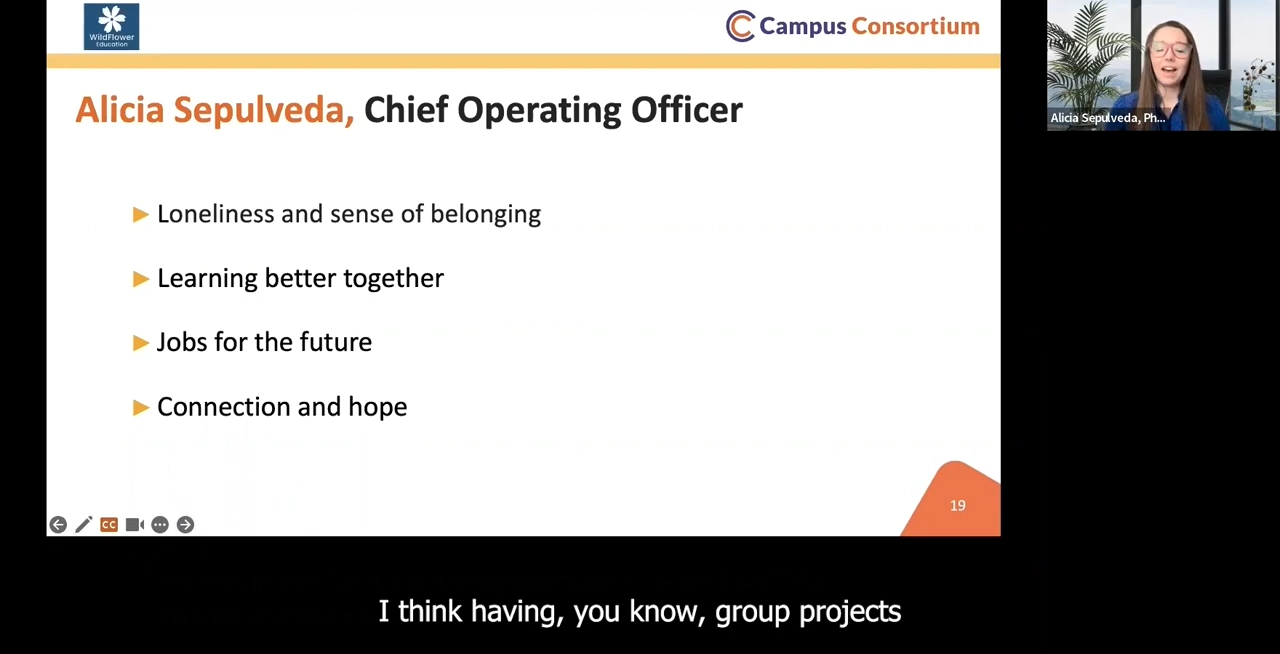 WildFlower
Education
Campus Consortium
Alicia Sepulveda, Chief Operating Officer
Alicia Sepulveda, Ph...
Loneliness and sense of belonging
Learning better together
Jobs for the future
Connection and hope
19
CC
I think having, you know, group projects